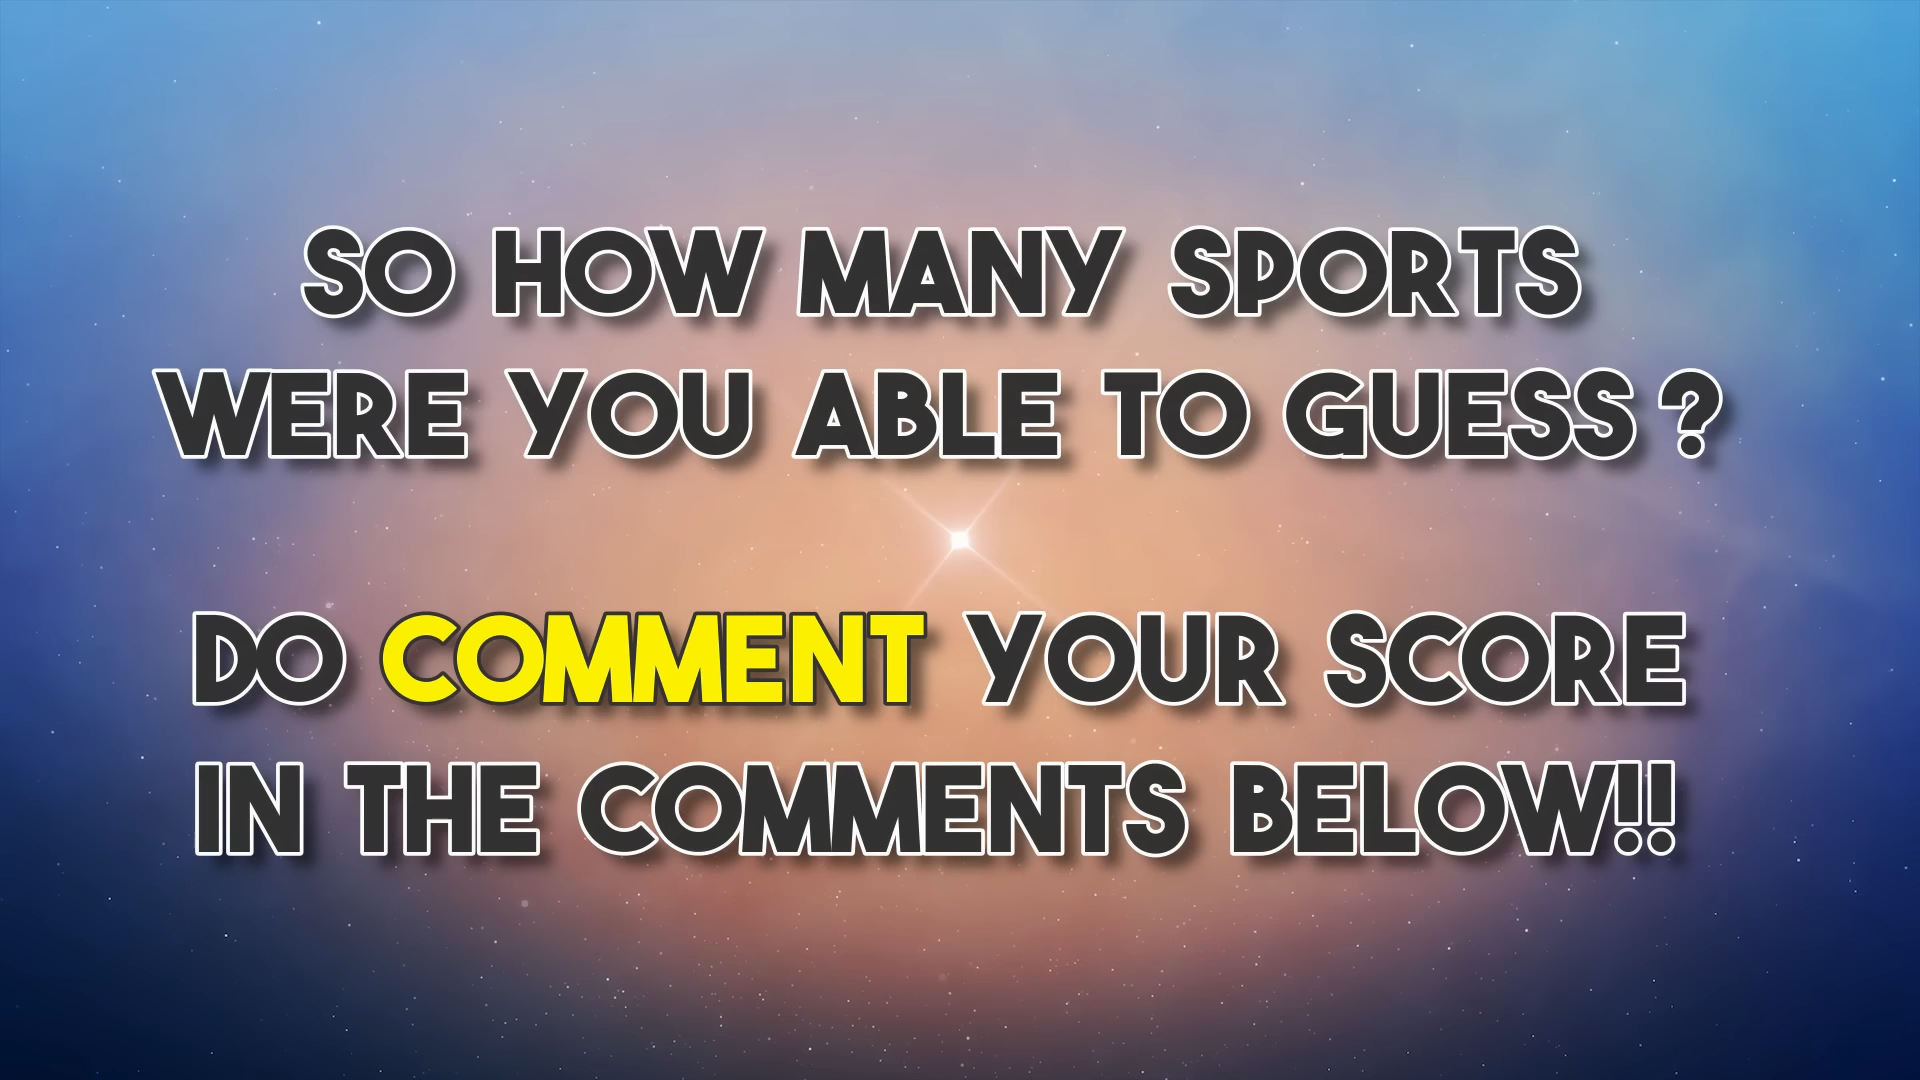 SO HOW MANY SPORTS
WERE YOU ABLE TO GUESS ?
DO COMMENT YOUR SCORE
IN THE COMMENTS BELOW!!